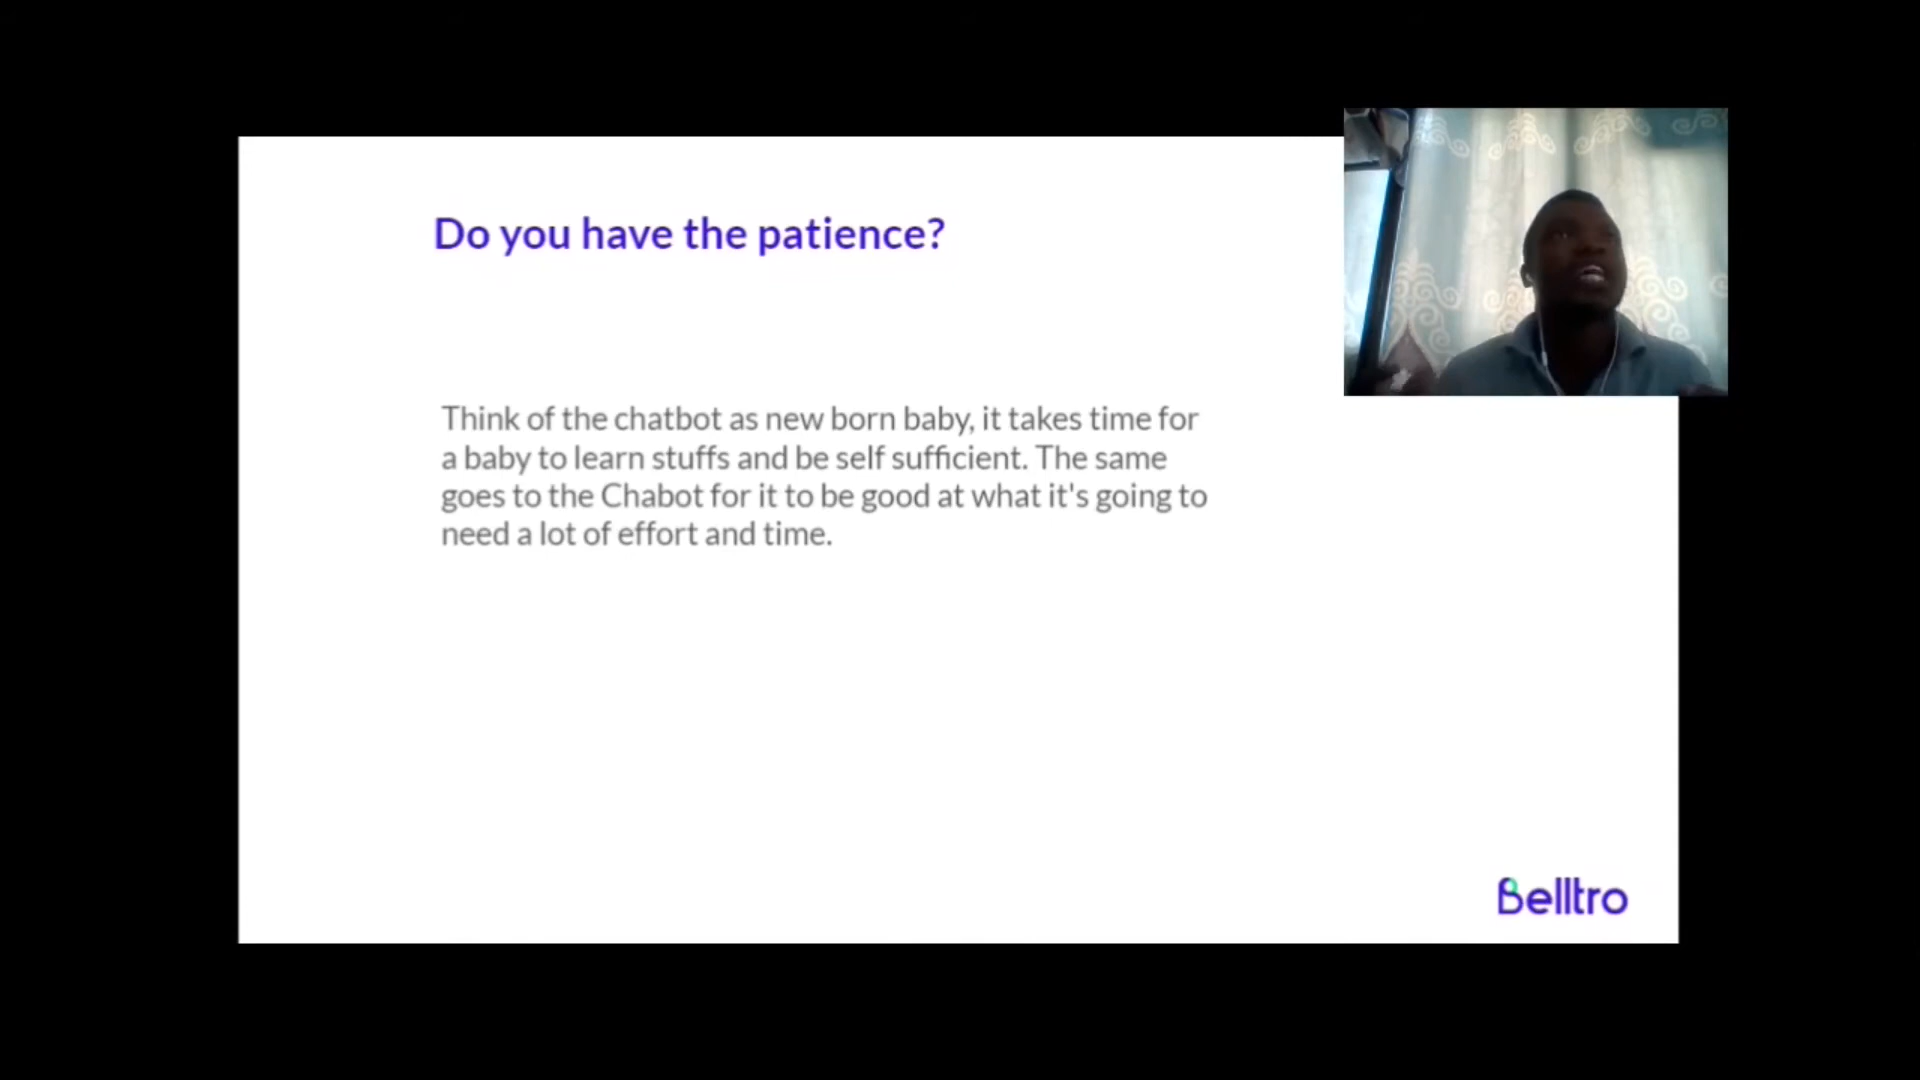 Do you have the patience?
Think of the chatbot as new born baby, it takes time for
a baby to learn stuffs and be self sufficient. The same
goes to the Chabot for it to be good at what it's going to
need a lot of effort and time.
Belltro